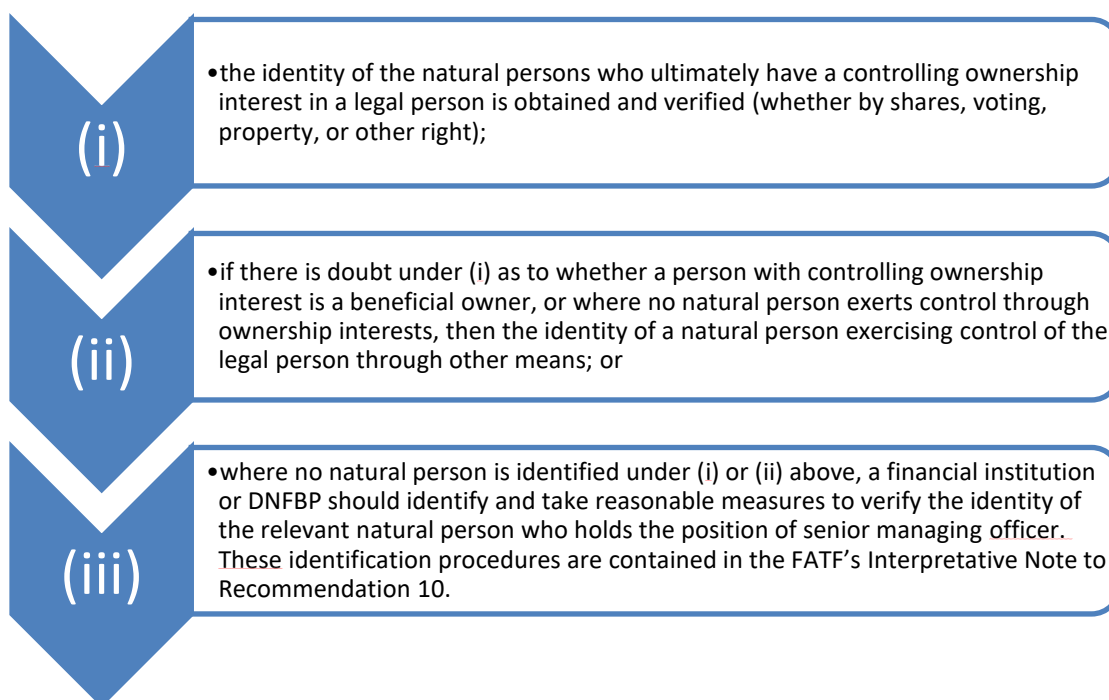 (i)
•the identity of the natural persons who ultimately have a controlling ownership
interest in a legal person is obtained and verified (whether by shares, voting,
property, or other right);
(ii)
•if there is doubt under (i) as to whether a person with controlling ownership
interest is a beneficial owner, or where no natural person exerts control through
ownership interests, then the identity of a natural person exercising control of the
legal person through other means; or
(iii)
•where no natural person is identified under (i) or (ii) above, a financial institution
or DNFBP should identify and take reasonable measures to verify the identity of
the relevant natural person who holds the position of senior managing officer.
These identification procedures are contained in the FATF’s Interpretative Note to
Recommendation 10.